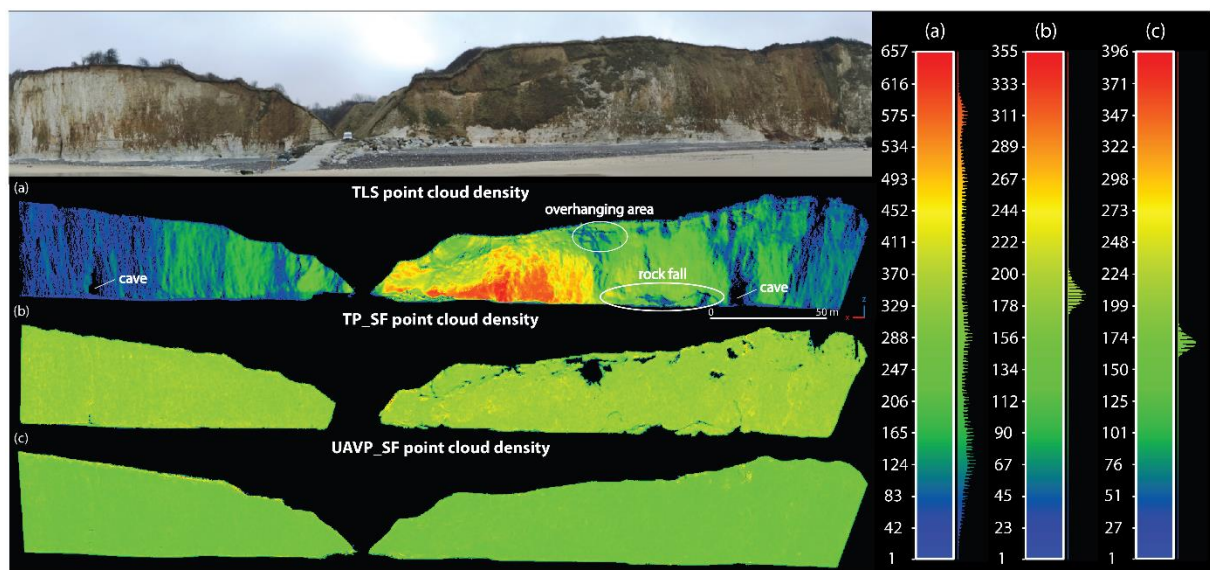 (a)
TLS point cloud density
overhanging area
cave
rock fall
cave
0 50 m
z
x
(b)
TP_SF point cloud density
(c)
UAVP_SF point cloud density
(a) (b) (c)
657 355 396
616 333 371
575 311 347
534 289 322
493 267 298
452 244 273
411 222 248
370 200 224
329 178 199
288 156 174
247 134 150
206 112 125
165 90 101
124 67 76
83 45 51
42 23 27
1 1 1